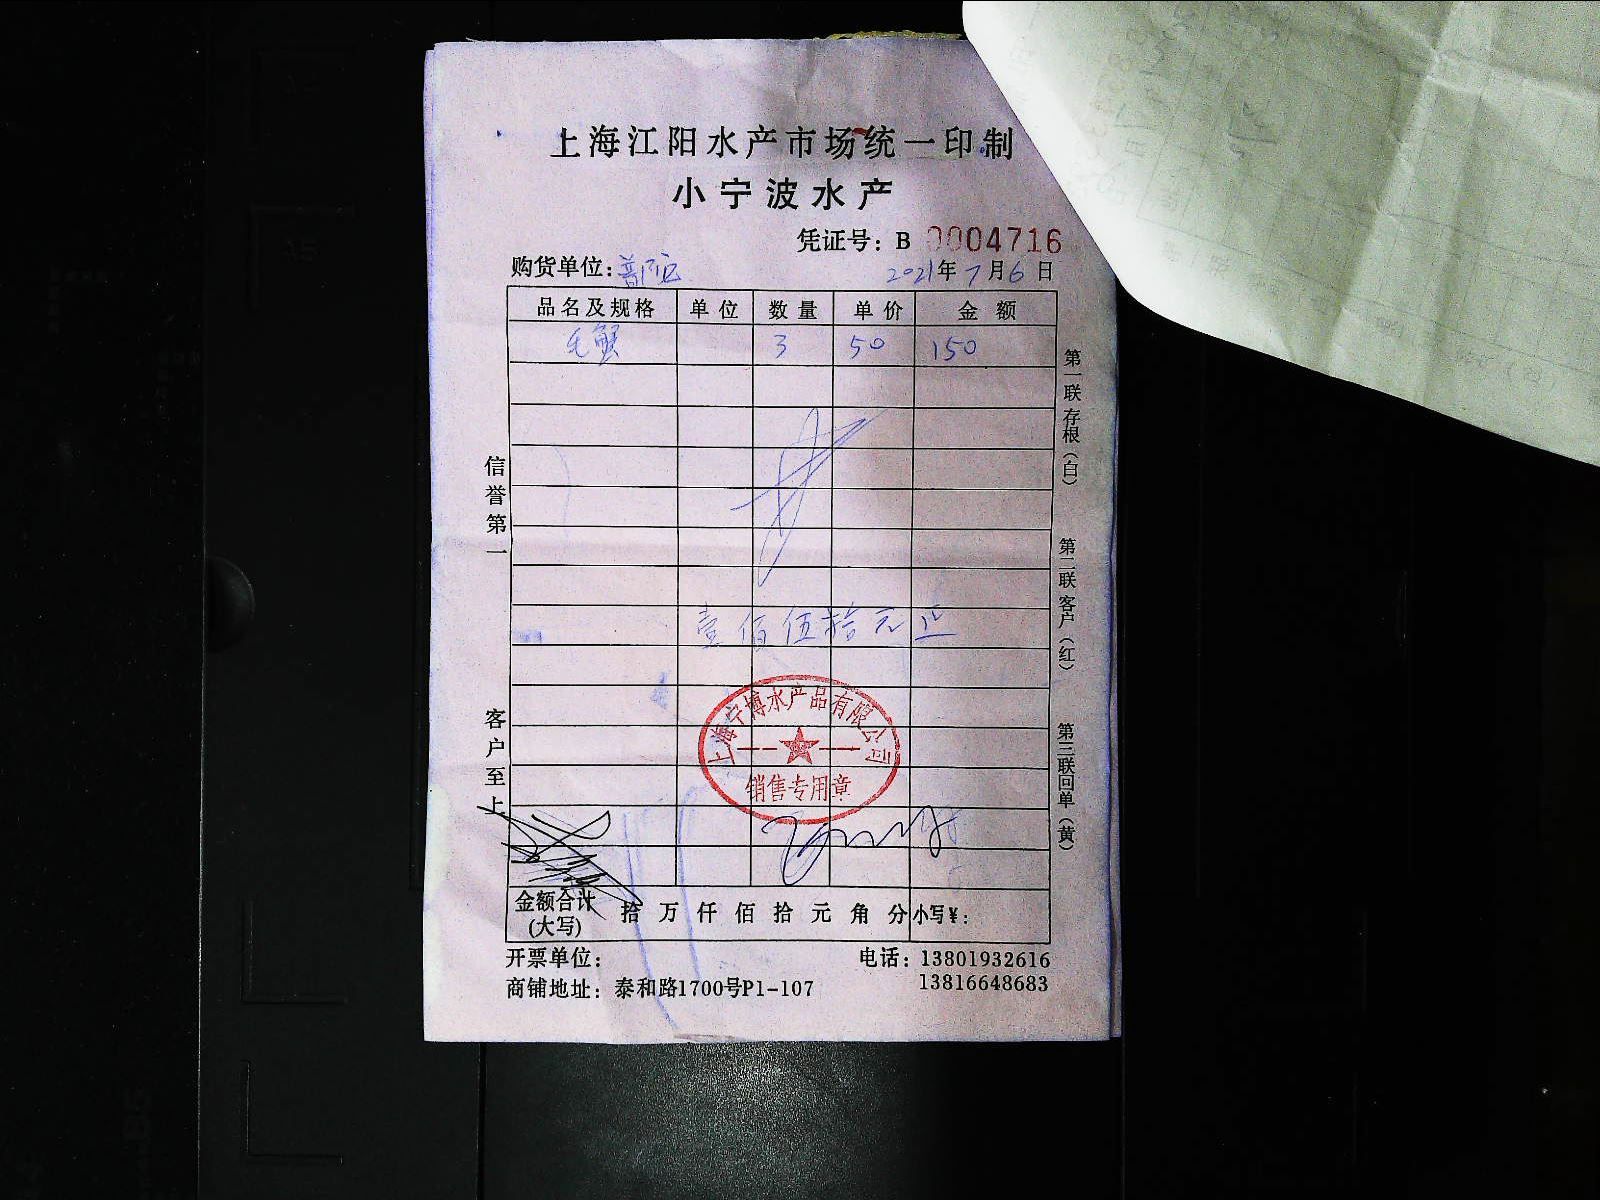 上海江阳水产市场统一印制
小宁波水产
凭证号：B 0004716
购货单位：
2021年7月6日
品名及规格 单位 数量 单价 金额
毛蟹 3 50 150
壹佰伍拾元正
上海宁博水产品有限公司
销售专用章
金额合计(大写) 拾 万 仟 佰 拾 元 角 分 小写¥：
开票单位： 电话：13801932616
商铺地址：泰和路1700号P1-107 13816648683
信誉第一
客户至上
第一联存根（白）
第二联客户（红）
第三联回单（黄）